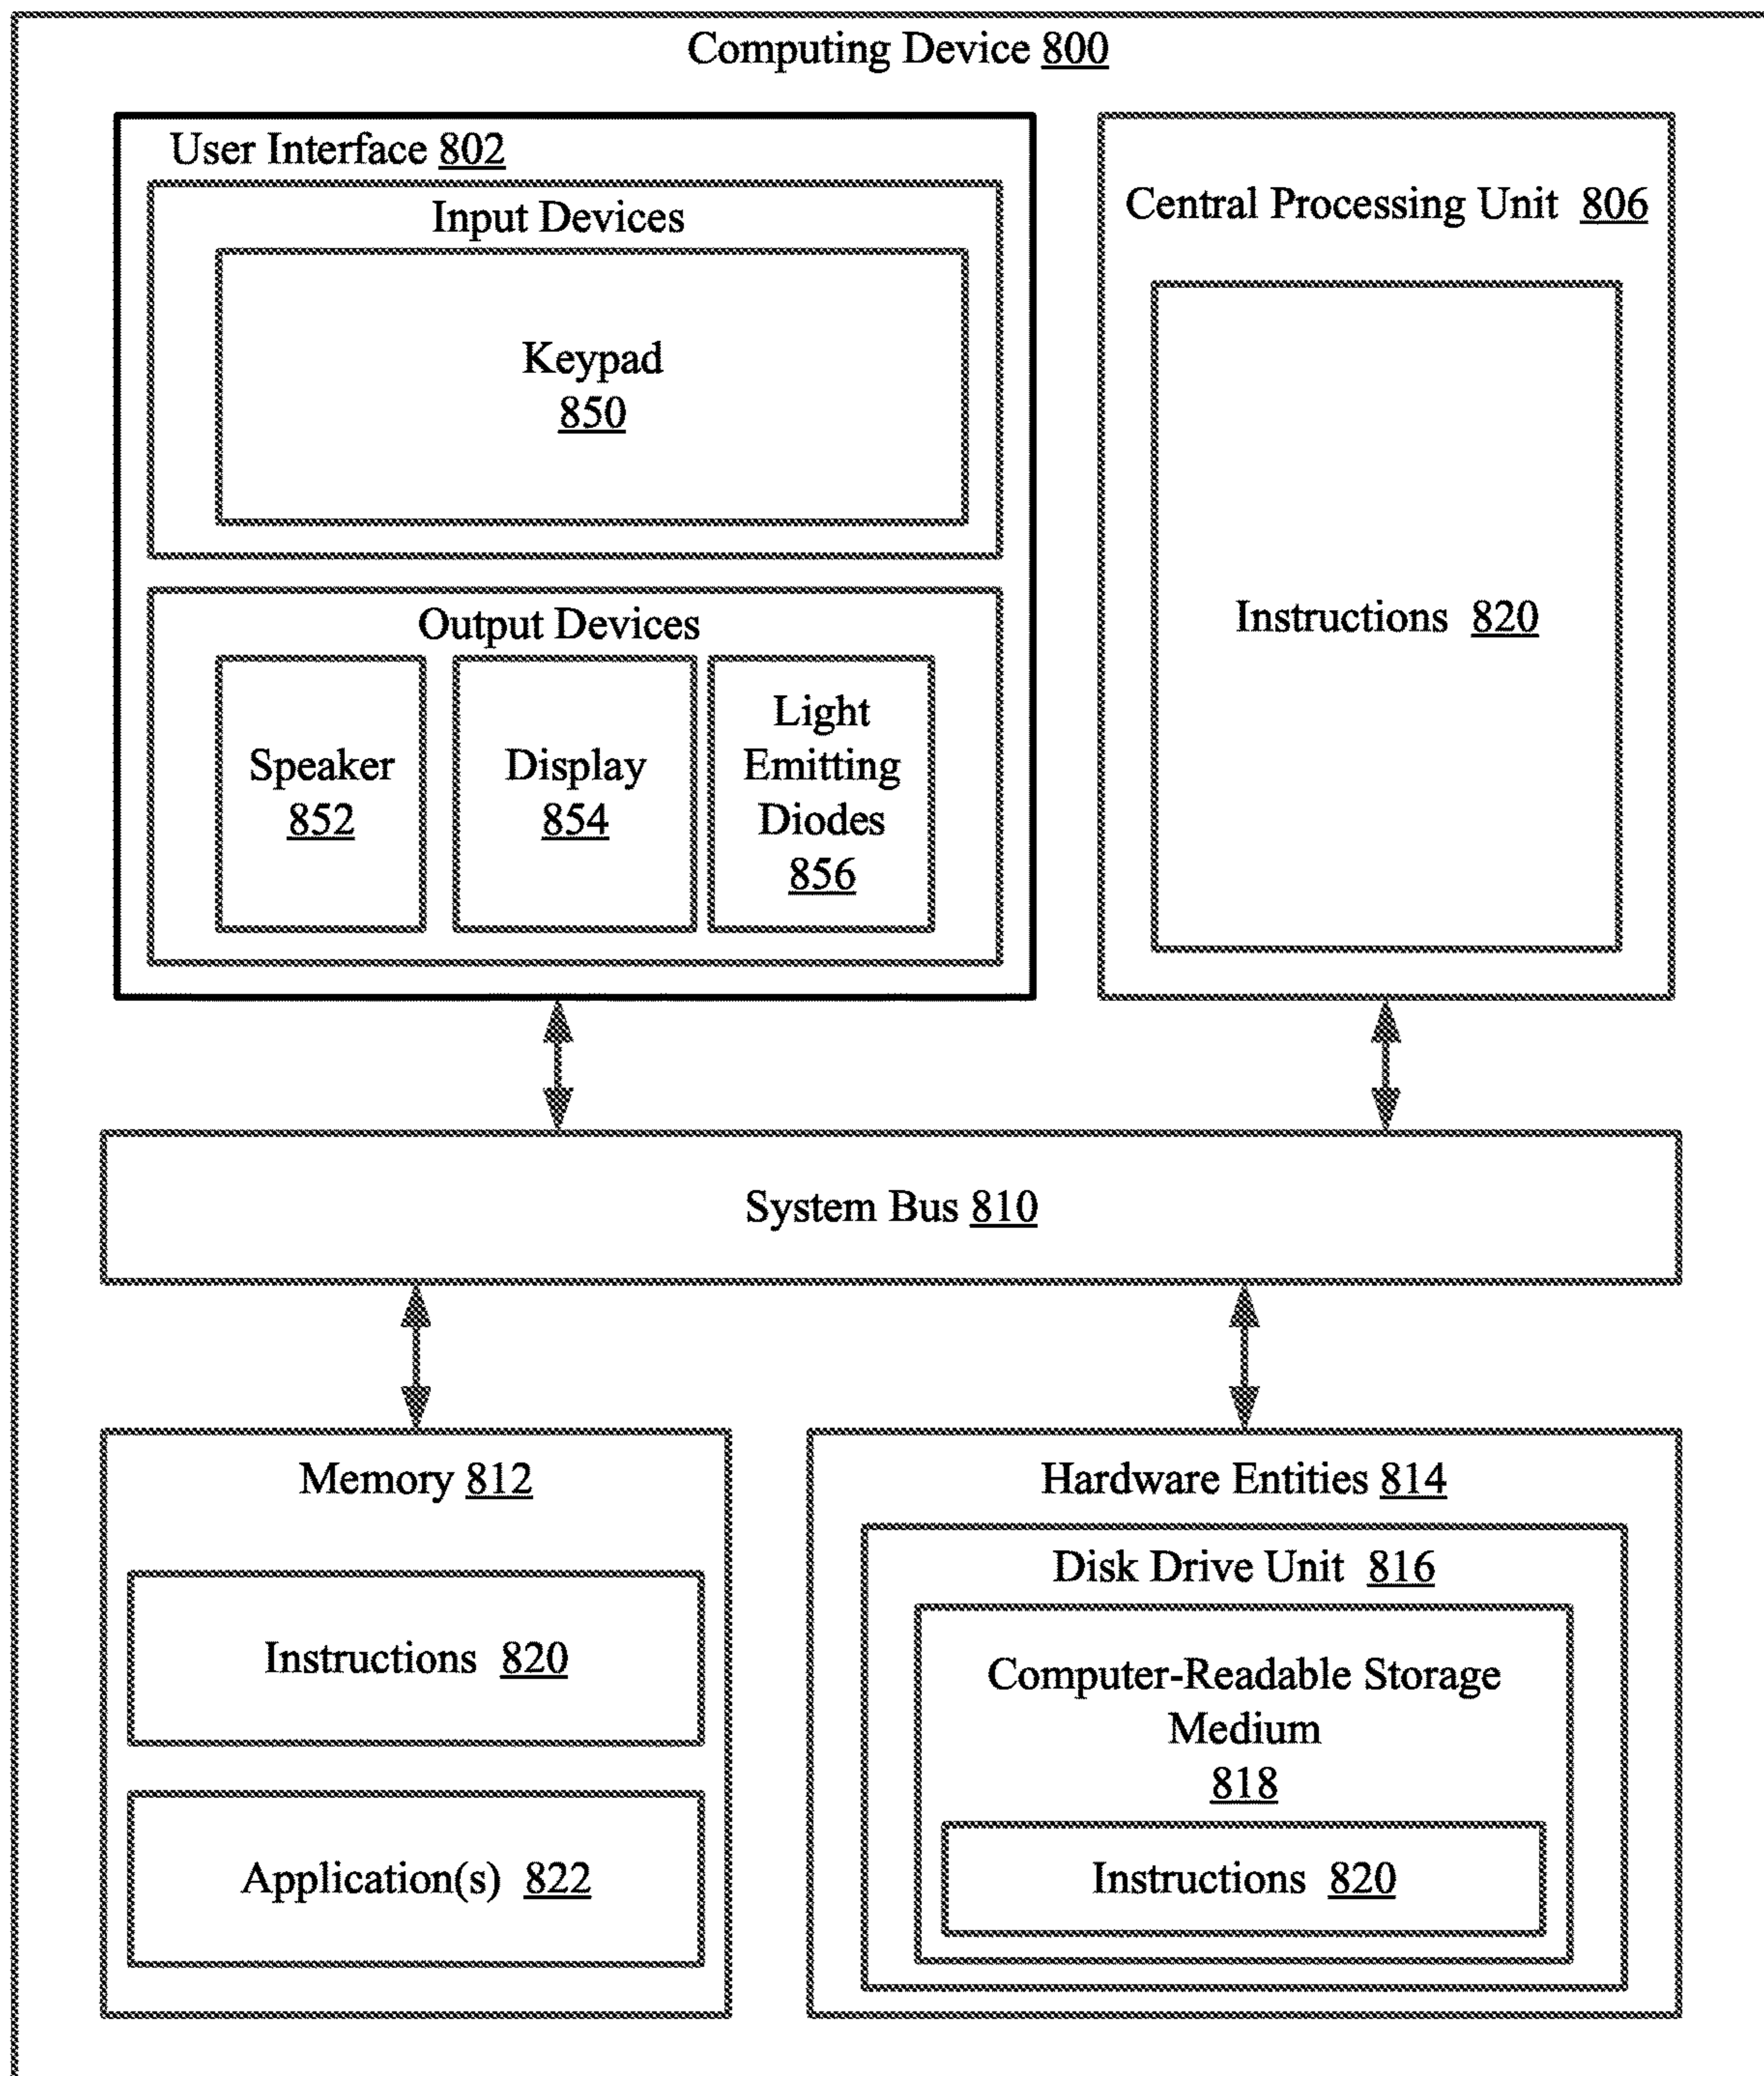 Computing Device 800
User Interface 802
Input Devices
Keypad
850
Output Devices
Speaker
852
Display
854
Light
Emitting
Diodes
856
Central Processing Unit 806
Instructions 820
System Bus 810
Memory 812
Instructions 820
Application(s) 822
Hardware Entities 814
Disk Drive Unit 816
Computer-Readable Storage
Medium
818
Instructions 820